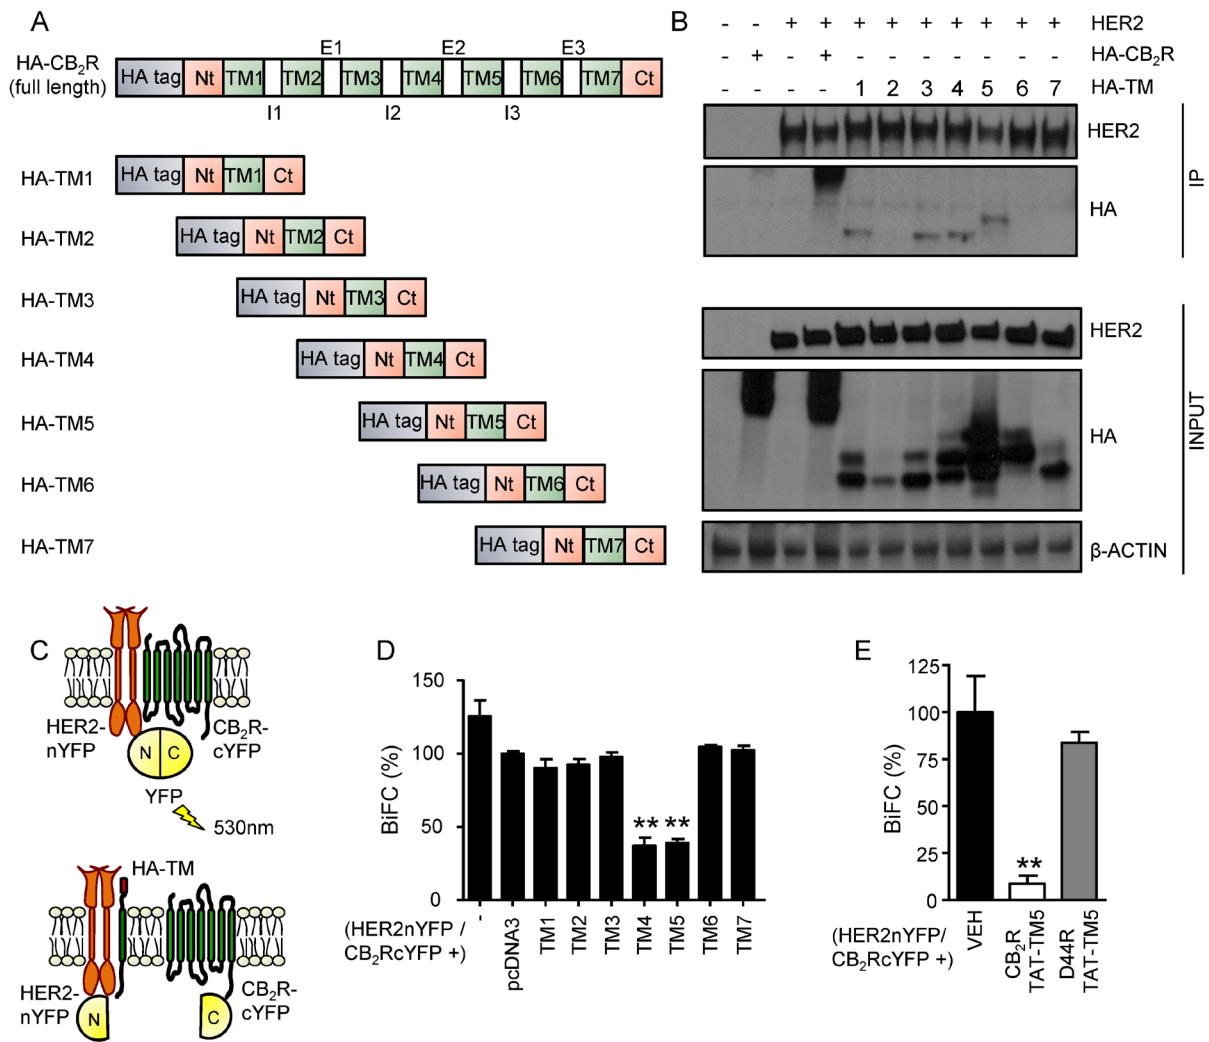 A
E1 E2 E3
HA-CB2R
(full length)
HA tag Nt TM1 TM2 TM3 TM4 TM5 TM6 TM7 Ct
I1 I2 I3
HA-TM1 HA tag Nt TM1 Ct
HA-TM2 HA tag Nt TM2 Ct
HA-TM3 HA tag Nt TM3 Ct
HA-TM4 HA tag Nt TM4 Ct
HA-TM5 HA tag Nt TM5 Ct
HA-TM6 HA tag Nt TM6 Ct
HA-TM7 HA tag Nt TM7 Ct
B
- - + + + + + + + + + HER2
- + - + - - - - - - - HA-CB2R
- - - - 1 2 3 4 5 6 7 HA-TM
HER2
HA
IP
HER2
HA
β-ACTIN
INPUT
C
HER2-
nYFP
CB2R-
cYFP
N C
YFP
530nm
HA-TM
HER2-
nYFP
N
C
CB2R-
cYFP
D
BiFC (%)
150
100
50
0
** **
(HER2nYFP /
CB2RcYFP +)
- pcDNA3 TM1 TM2 TM3 TM4 TM5 TM6 TM7
E
BiFC (%)
125
100
75
50
25
0
**
(HER2nYFP/
CB2RcYFP +)
VEH
CB2R
TAT-TM5
D44R
TAT-TM5